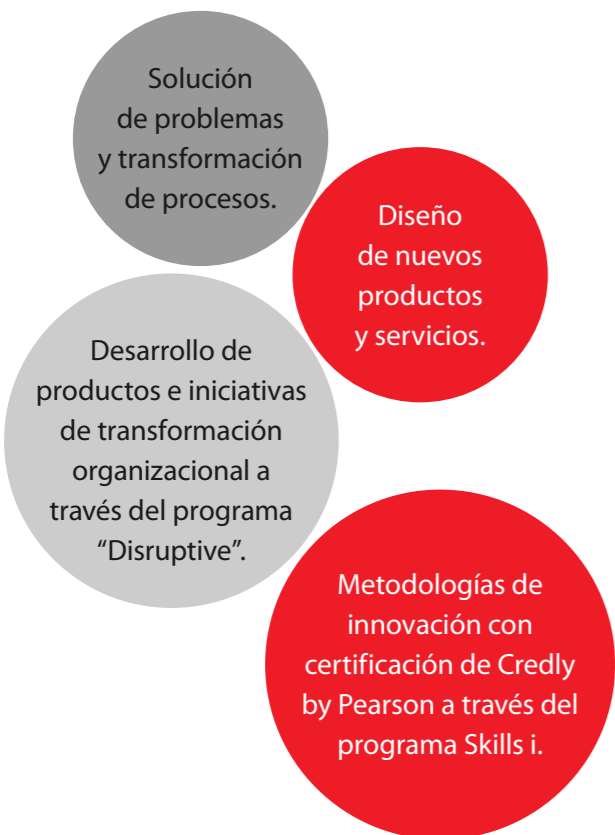 Solución
de problemas
y transformación
de procesos.
Diseño
de nuevos
productos
y servicios.
Desarrollo de
productos e iniciativas
de transformación
organizacional a
través del programa
“Disruptive”.
Metodologías de
innovación con
certificación de Credly
by Pearson a través del
programa Skills i.